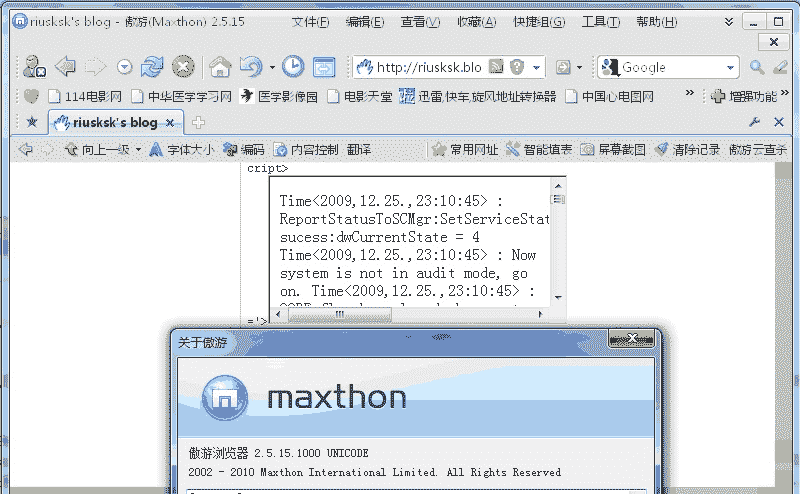 riusksk's blog - 傲游(Maxthon) 2.5.15 文件(F) 编辑(E) 查看(V) 收藏(A) 快捷组(G) 工具(T) 帮助(H)
http://riusksk.blo Google
114电影网 中华医学学习网 医学影像园 电影天堂 迅雷,快车,旋风地址转换器 中国心电图网 增强功能
riusksk's blog
向上一级 字体大小 编码 内容控制 翻译 常用网址 智能填表 屏幕截图 清除记录 傲游云查杀
cript>
Time<2009,12.25.,23:10:45> :
ReportStatusToSCMgr:SetServiceStat
sucess:dwCurrentState = 4
Time<2009,12.25.,23:10:45> : Now
system is not in audit mode, go
on. Time<2009,12.25.,23:10:45> :
='>
关于傲游
maxthon
傲游浏览器 2.5.15.1000 UNICODE
2002 - 2010 Maxthon International Limited. All Rights Reserved